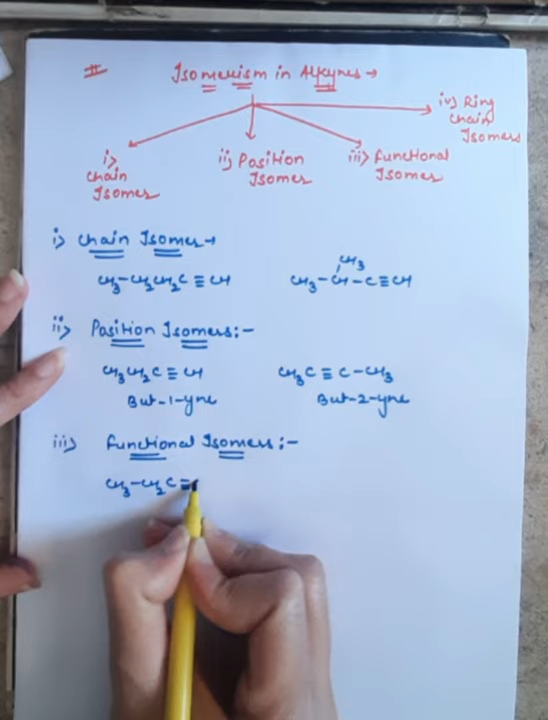 II Isomerism in Alkynes →
i) Chain Isomer
ii) Position Isomer
iii) Functional Isomer
iv) Ring Chain Isomers
i) Chain Isomer →
CH3-CH2CH2C≡CH
CH3
CH3-CH-C≡CH
ii) Position Isomers:-
CH3CH2C≡CH CH3C≡C-CH3
But-1-yne But-2-yne
iii) Functional Isomers:-
CH3-CH2C≡